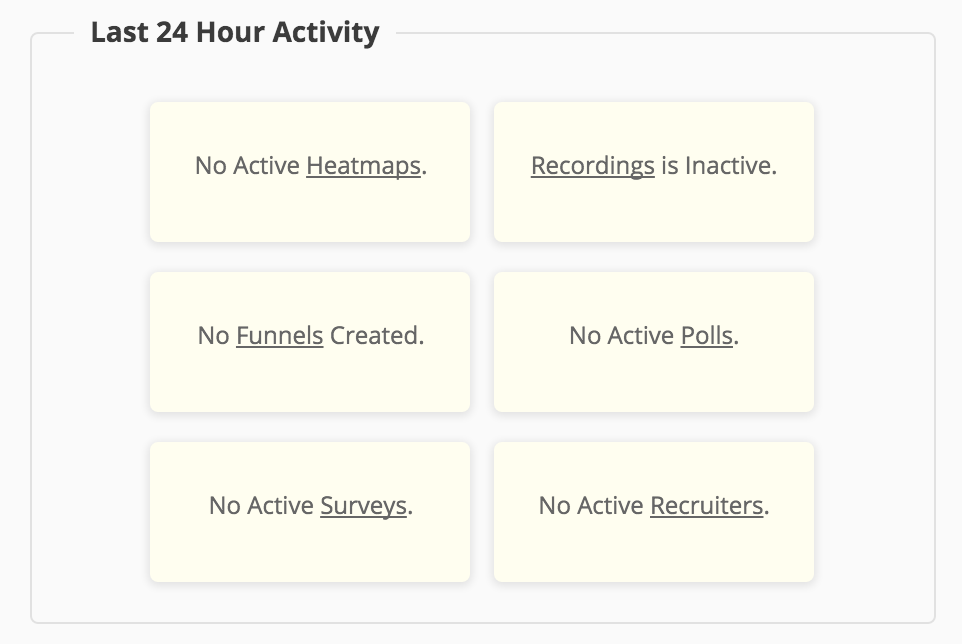 Last 24 Hour Activity
No Active Heatmaps.
Recordings is Inactive.
No Funnels Created.
No Active Polls.
No Active Surveys.
No Active Recruiters.